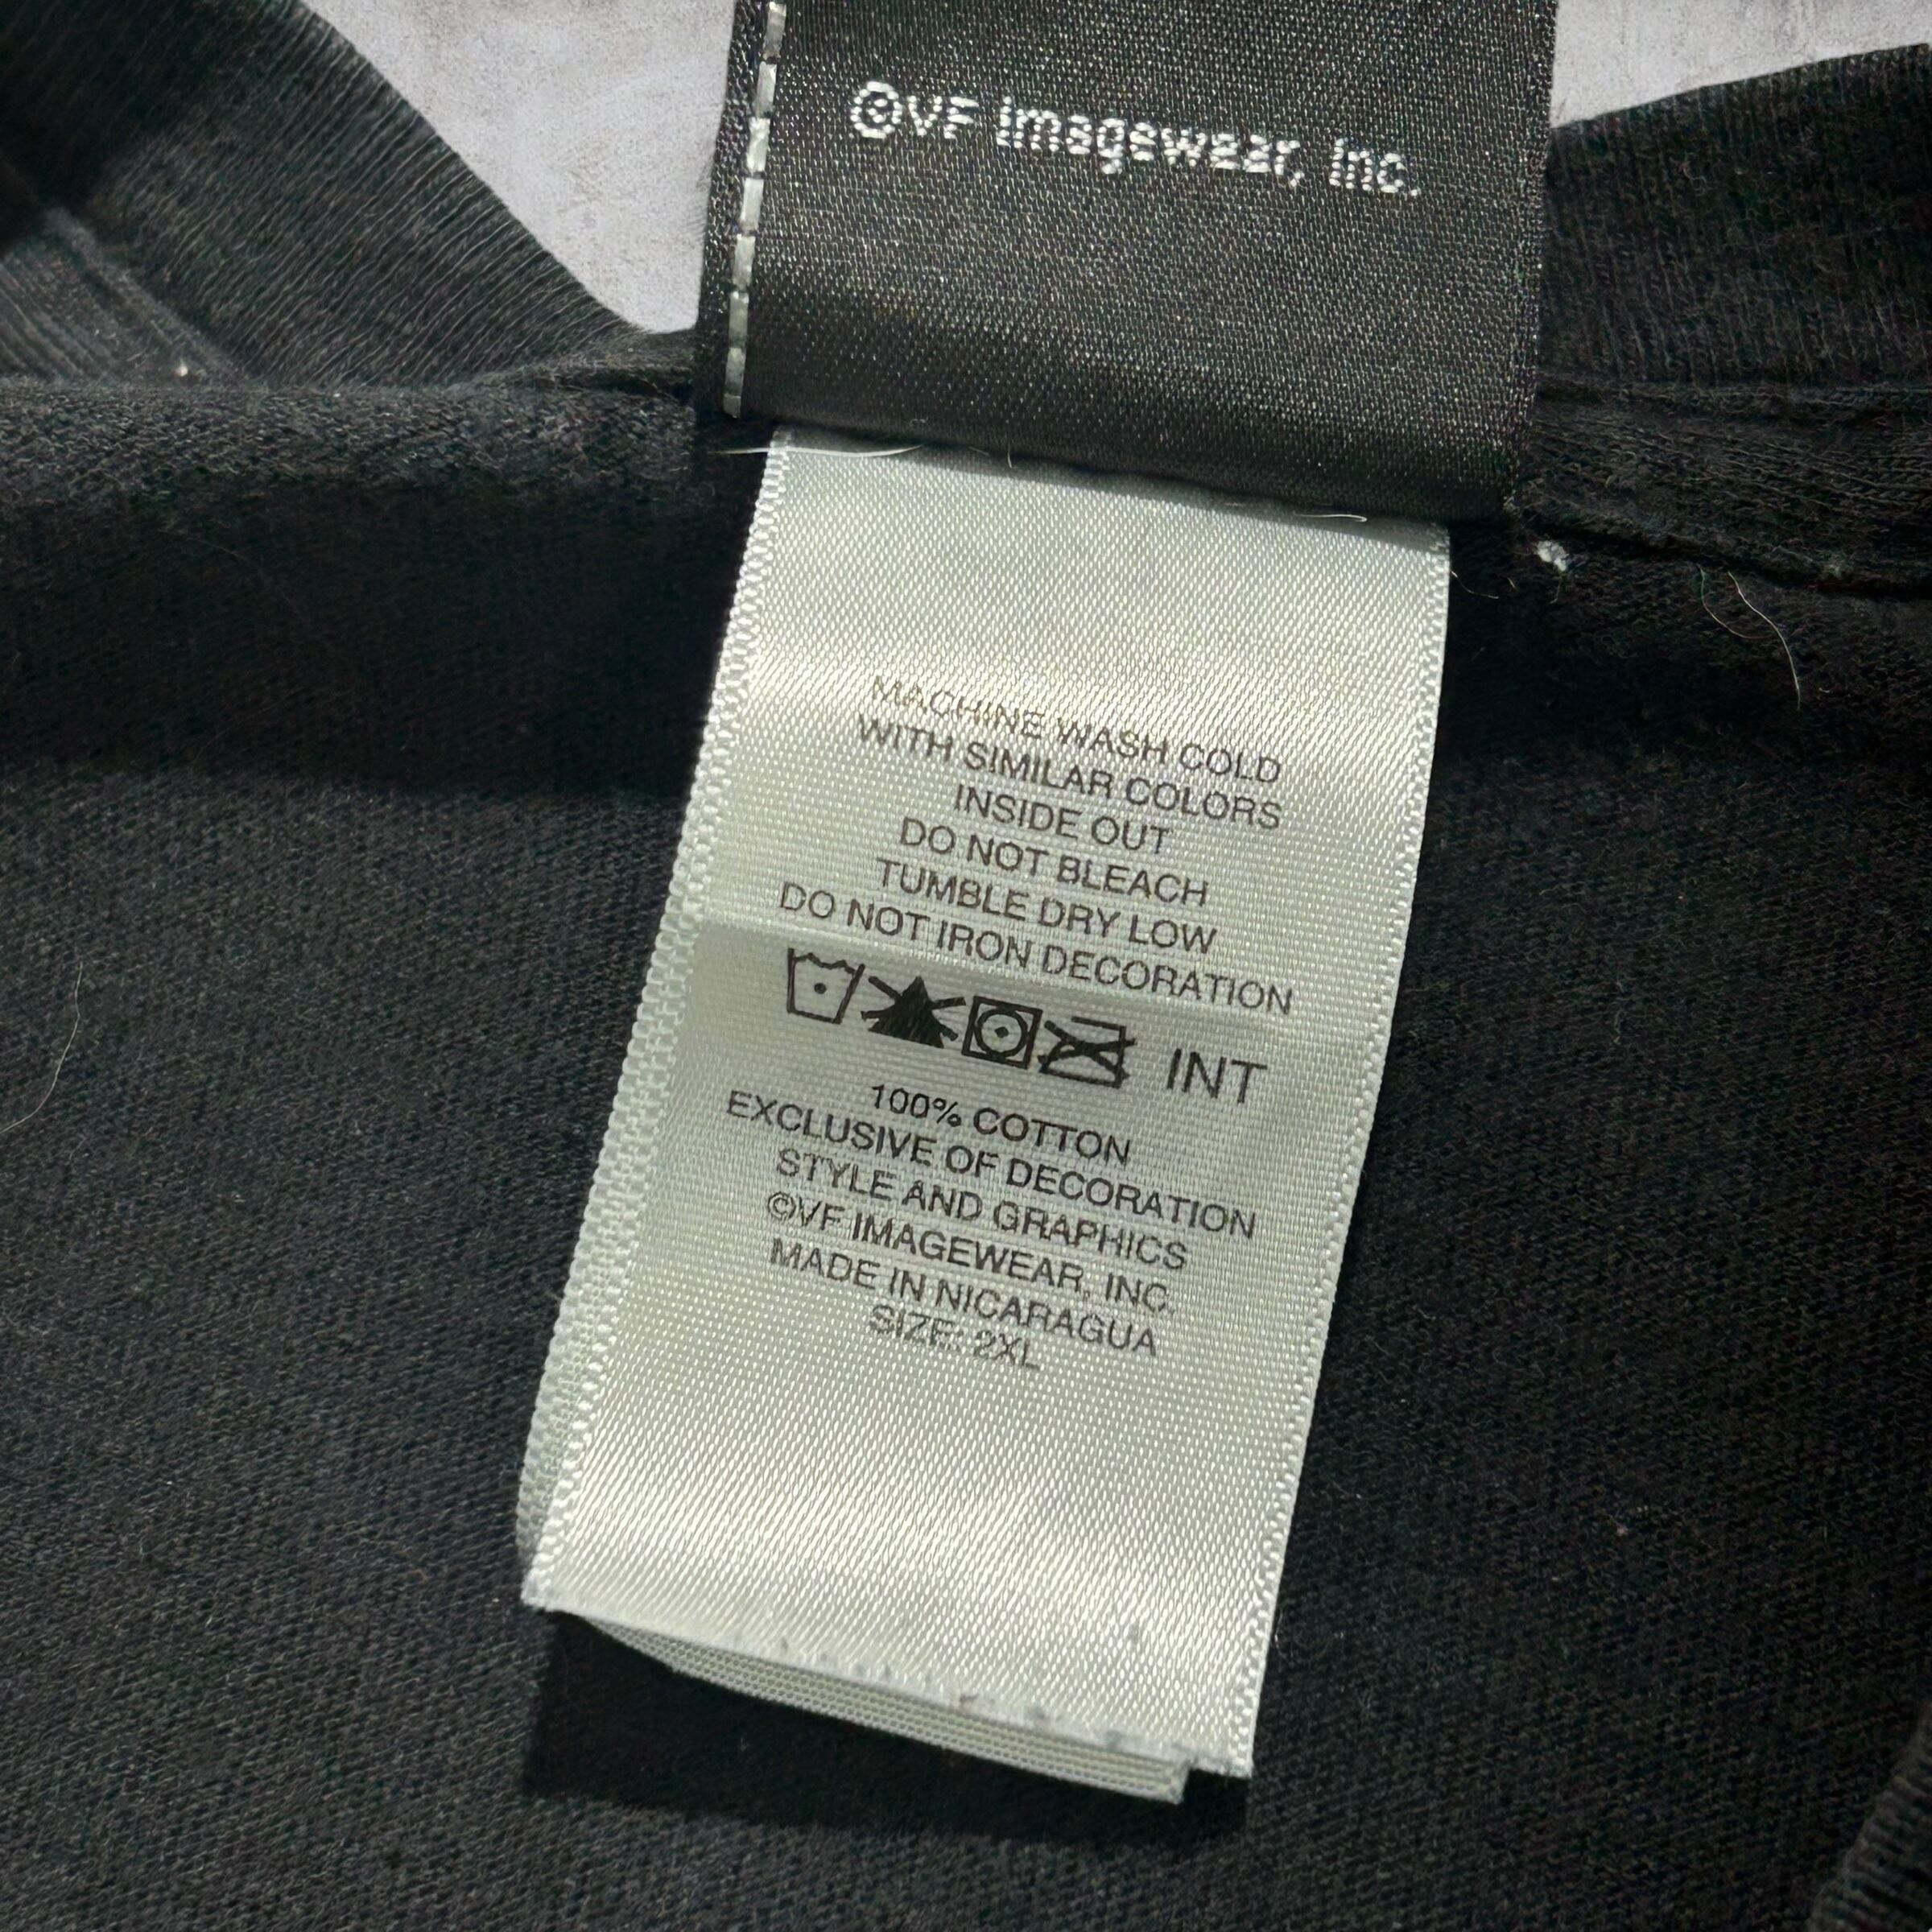 ©VF Imagewear, Inc.
MACHINE WASH COLD
WITH SIMILAR COLORS
INSIDE OUT
DO NOT BLEACH
TUMBLE DRY LOW
DO NOT IRON DECORATION
INT
100% COTTON
EXCLUSIVE OF DECORATION
STYLE AND GRAPHICS
©VF IMAGEWEAR, INC.
MADE IN NICARAGUA
SIZE: 2XL